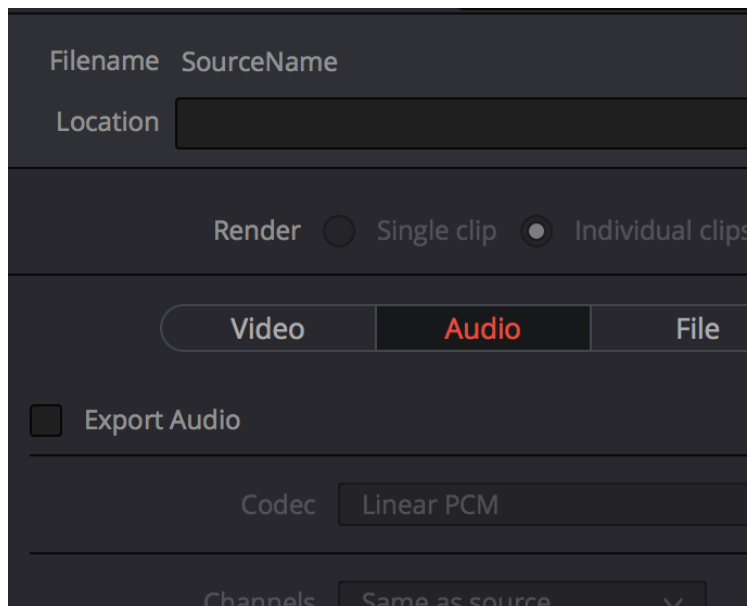 Filename SourceName
Location
Render Single clip Individual clips
Video Audio File
Export Audio
Codec Linear PCM
Channels Same as source